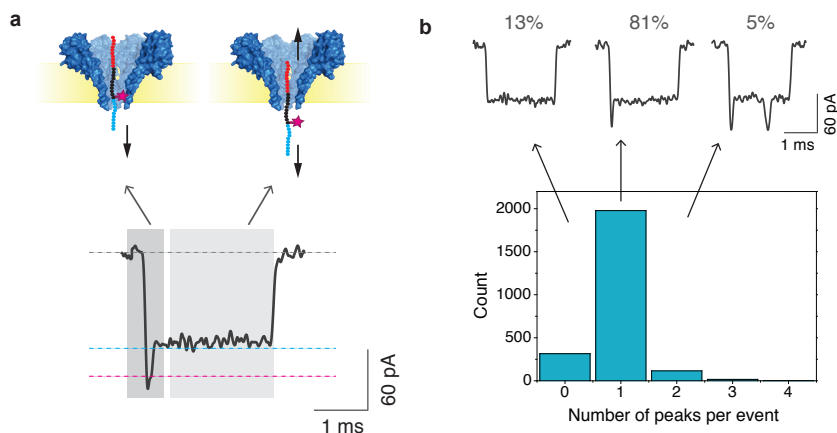 a
60 pA
1 ms
b
13% 81% 5%
60 pA
1 ms
2000
1500
1000
500
0
Count
0 1 2 3 4
Number of peaks per event